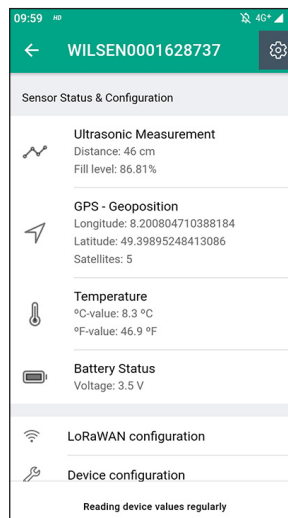 09:59 HD 4G+
WILSEN0001628737
Sensor Status & Configuration
Ultrasonic Measurement
Distance: 46 cm
Fill level: 86.81%
GPS - Geoposition
Longitude: 8.200804710388184
Latitude: 49.39895248413086
Satellites: 5
Temperature
ºC-value: 8.3 ºC
ºF-value: 46.9 ºF
Battery Status
Voltage: 3.5 V
LoRaWAN configuration
Device configuration
Reading device values regularly